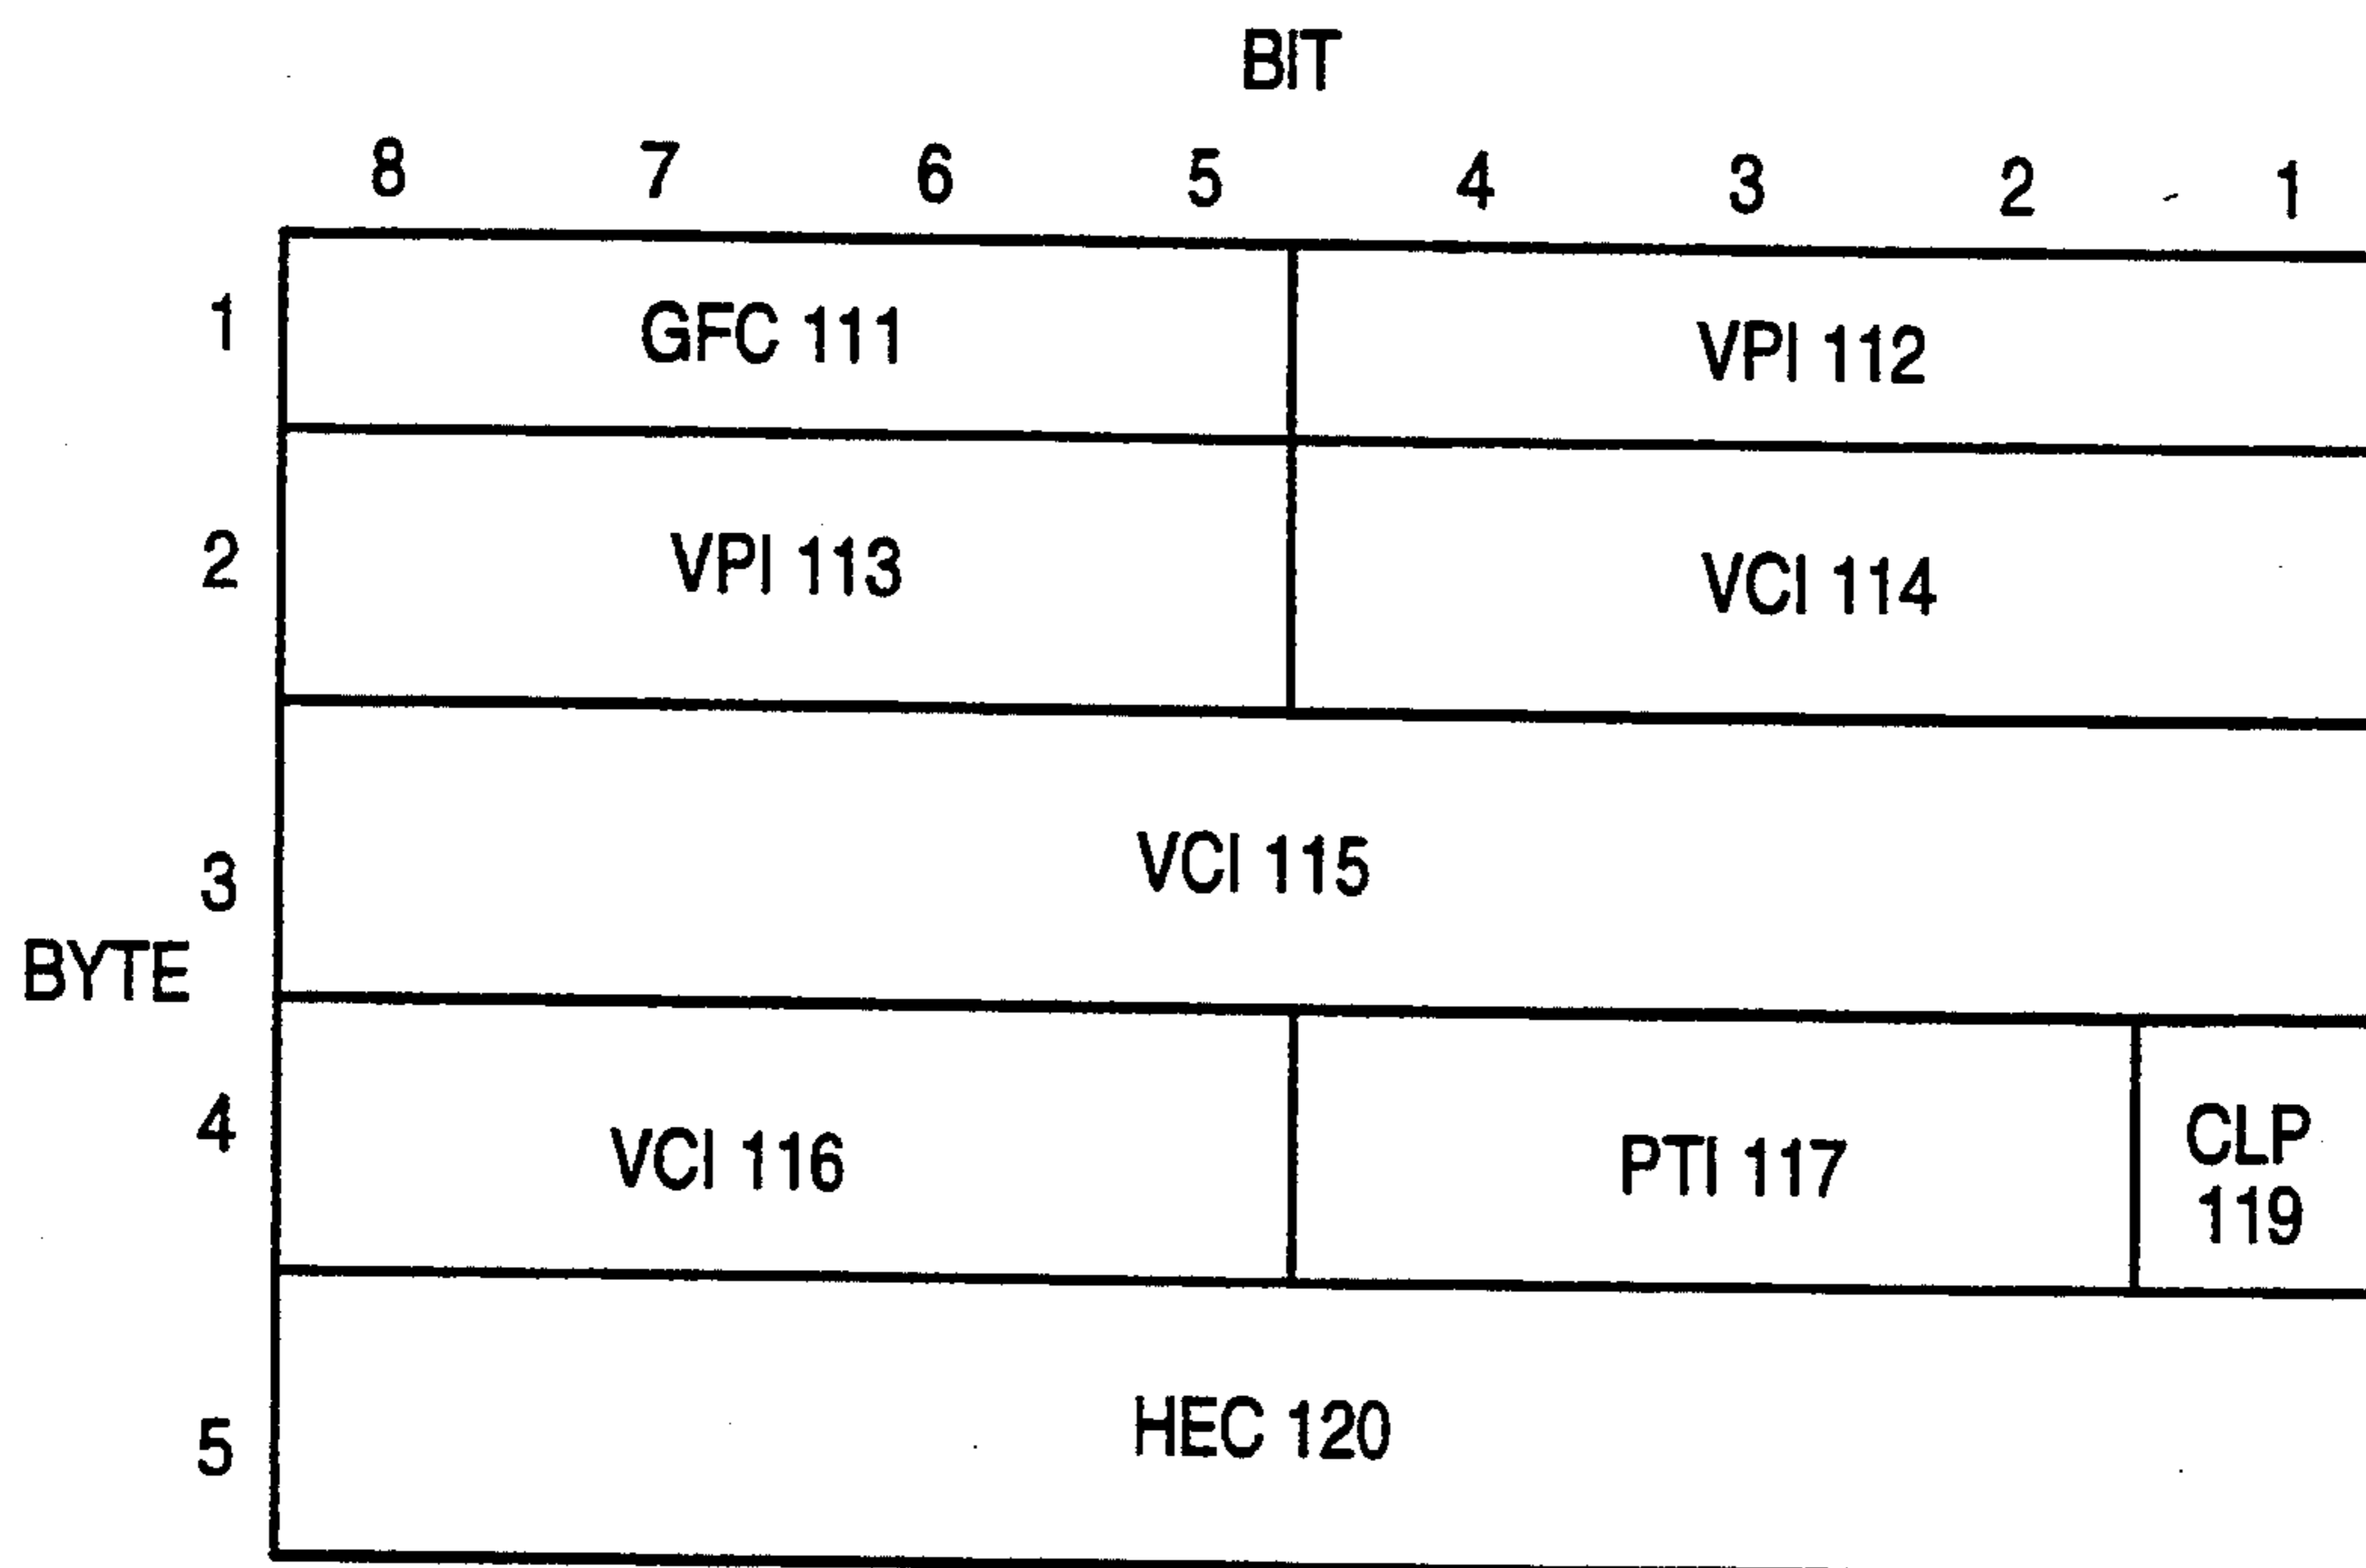 BIT
8 7 6 5 4 3 2 1
1 GFC 111 VPI 112
2 VPI 113 VCI 114
3 VCI 115
BYTE
4 VCI 116 PTI 117 CLP 119
5 HEC 120